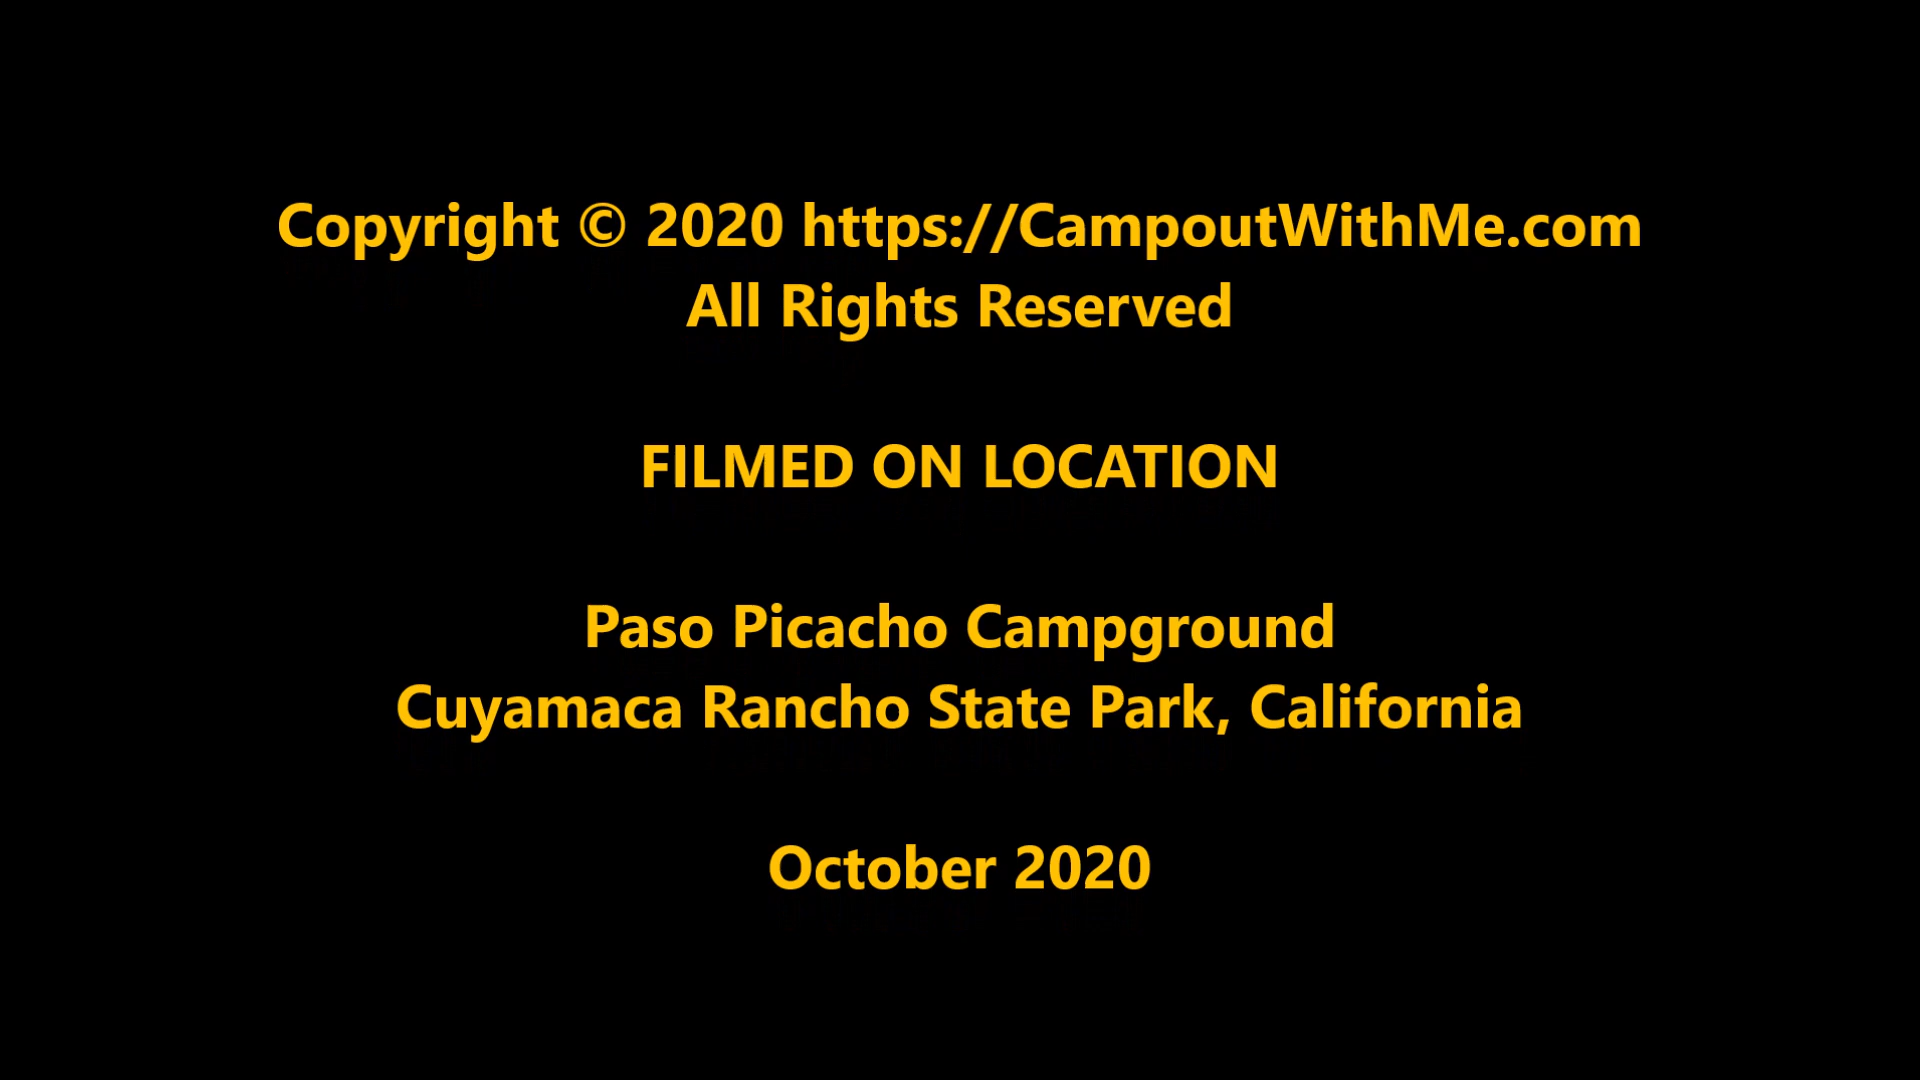 Copyright © 2020 https://CampoutWithMe.com
All Rights Reserved
FILMED ON LOCATION
Paso Picacho Campground
Cuyamaca Rancho State Park, California
October 2020